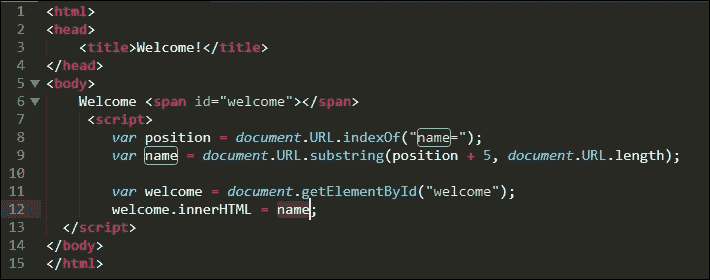 1 <html>
2 <head>
3 <title>Welcome!</title>
4 </head>
5 <body>
6 Welcome <span id="welcome"></span>
7 <script>
8 var position = document.URL.indexOf("name=");
9 var name = document.URL.substring(position + 5, document.URL.length);
10
11 var welcome = document.getElementById("welcome");
12 welcome.innerHTML = name;
13 </script>
14 </body>
15 </html>